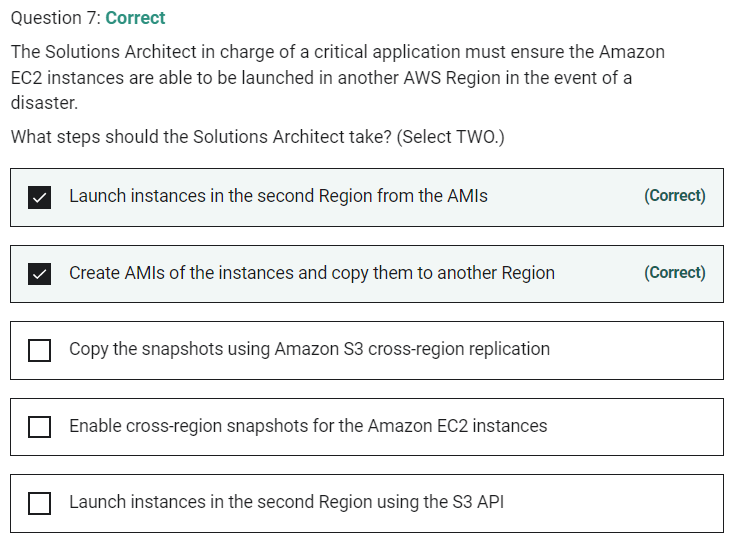 Question 7: Correct
The Solutions Architect in charge of a critical application must ensure the Amazon
EC2 instances are able to be launched in another AWS Region in the event of a
disaster.
What steps should the Solutions Architect take? (Select TWO.)
Launch instances in the second Region from the AMIs (Correct)
Create AMIs of the instances and copy them to another Region (Correct)
Copy the snapshots using Amazon S3 cross-region replication
Enable cross-region snapshots for the Amazon EC2 instances
Launch instances in the second Region using the S3 API